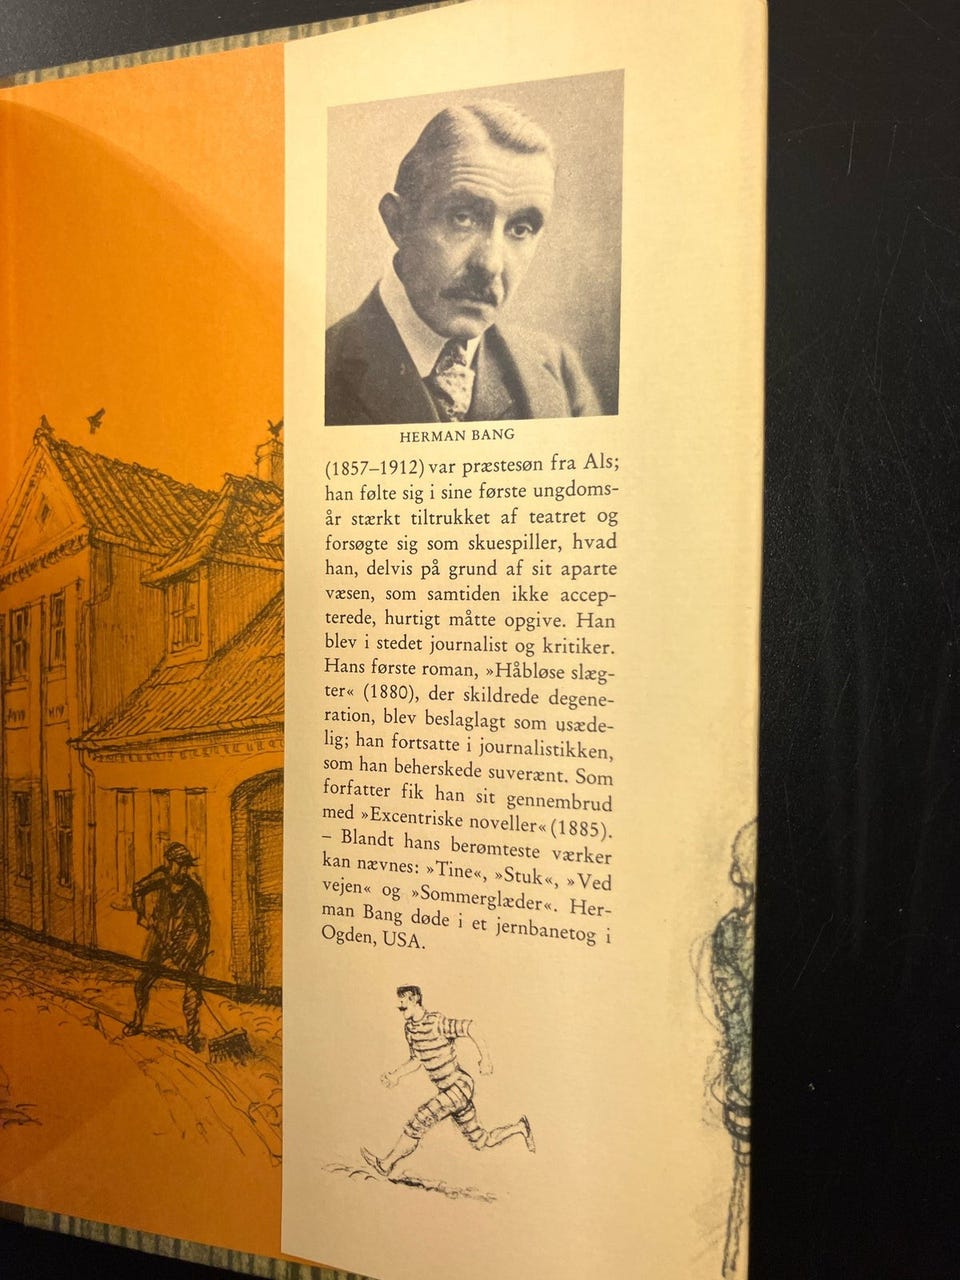 HERMAN BANG
(1857–1912) var præstesøn fra Als;
han følte sig i sine første ungdoms-
år stærkt tiltrukket af teatret og
forsøgte sig som skuespiller, hvad
han, delvis på grund af sit aparte
væsen, som samtiden ikke accep-
terede, hurtigt måtte opgive. Han
blev i stedet journalist og kritiker.
Hans første roman, »Håbløse slæg-
ter« (1880), der skildrede degene-
ration, blev beslaglagt som usæde-
lig; han fortsatte i journalistikken,
som han beherskede suverænt. Som
forfatter fik han sit gennembrud
med »Excentriske noveller« (1885).
– Blandt hans berømteste værker
kan nævnes: »Tine«, »Stuk«, »Ved
vejen« og »Sommerglæder«. Her-
man Bang døde i et jernbanetog i
Ogden, USA.